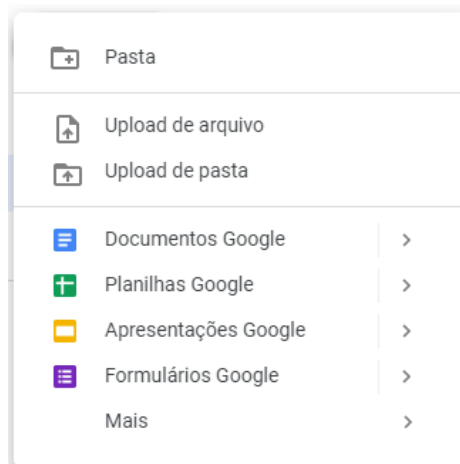 Pasta
Upload de arquivo
Upload de pasta
Documentos Google
Planilhas Google
Apresentações Google
Formulários Google
Mais